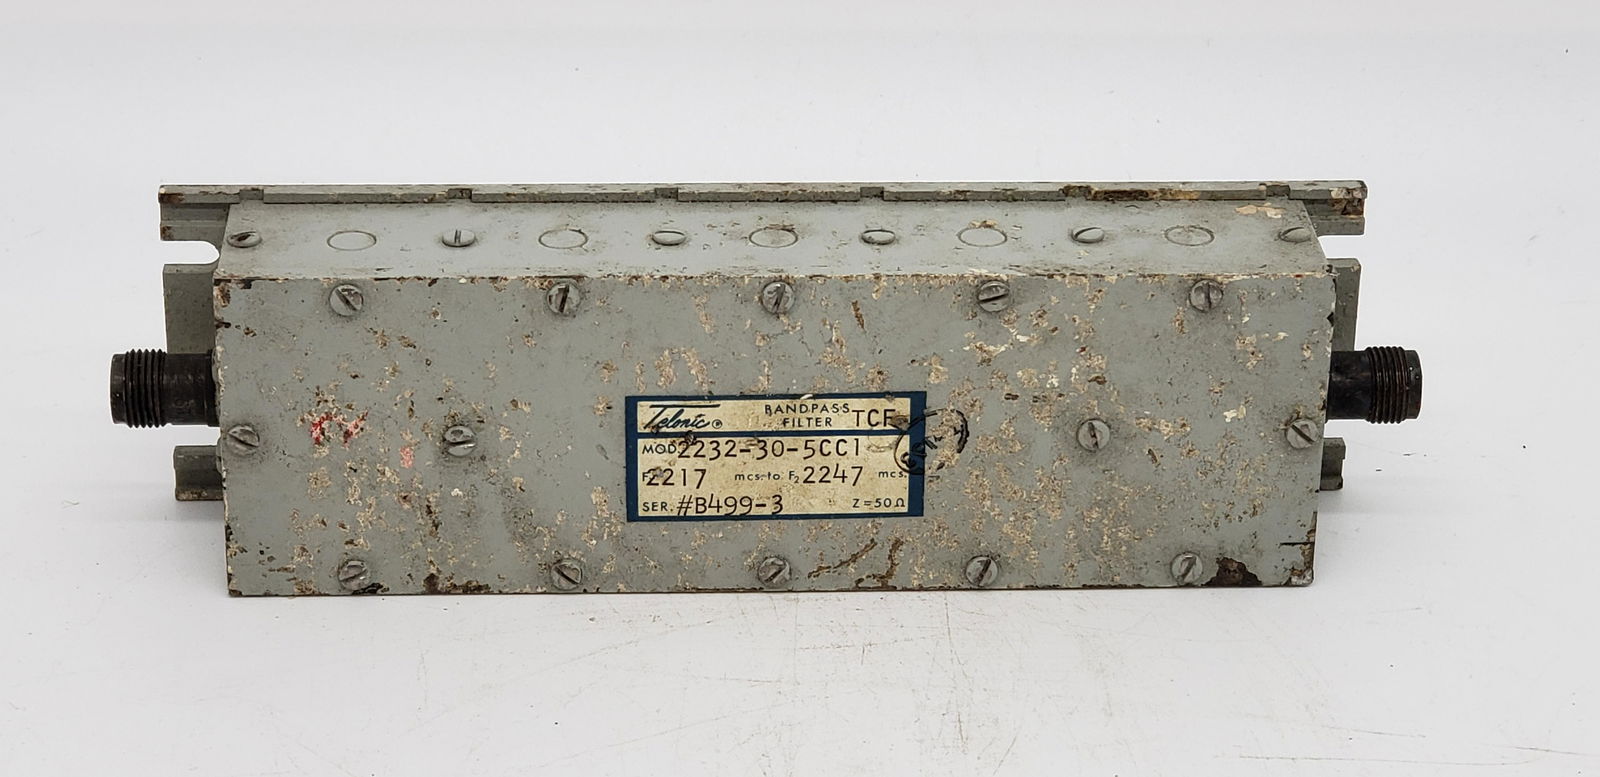 Telonic ® BANDPASS FILTER TCF
MOD 2232-30-5CC1
F 2217 mcs. to F2 2247 mcs.
SER. #B499-3 Z=50Ω